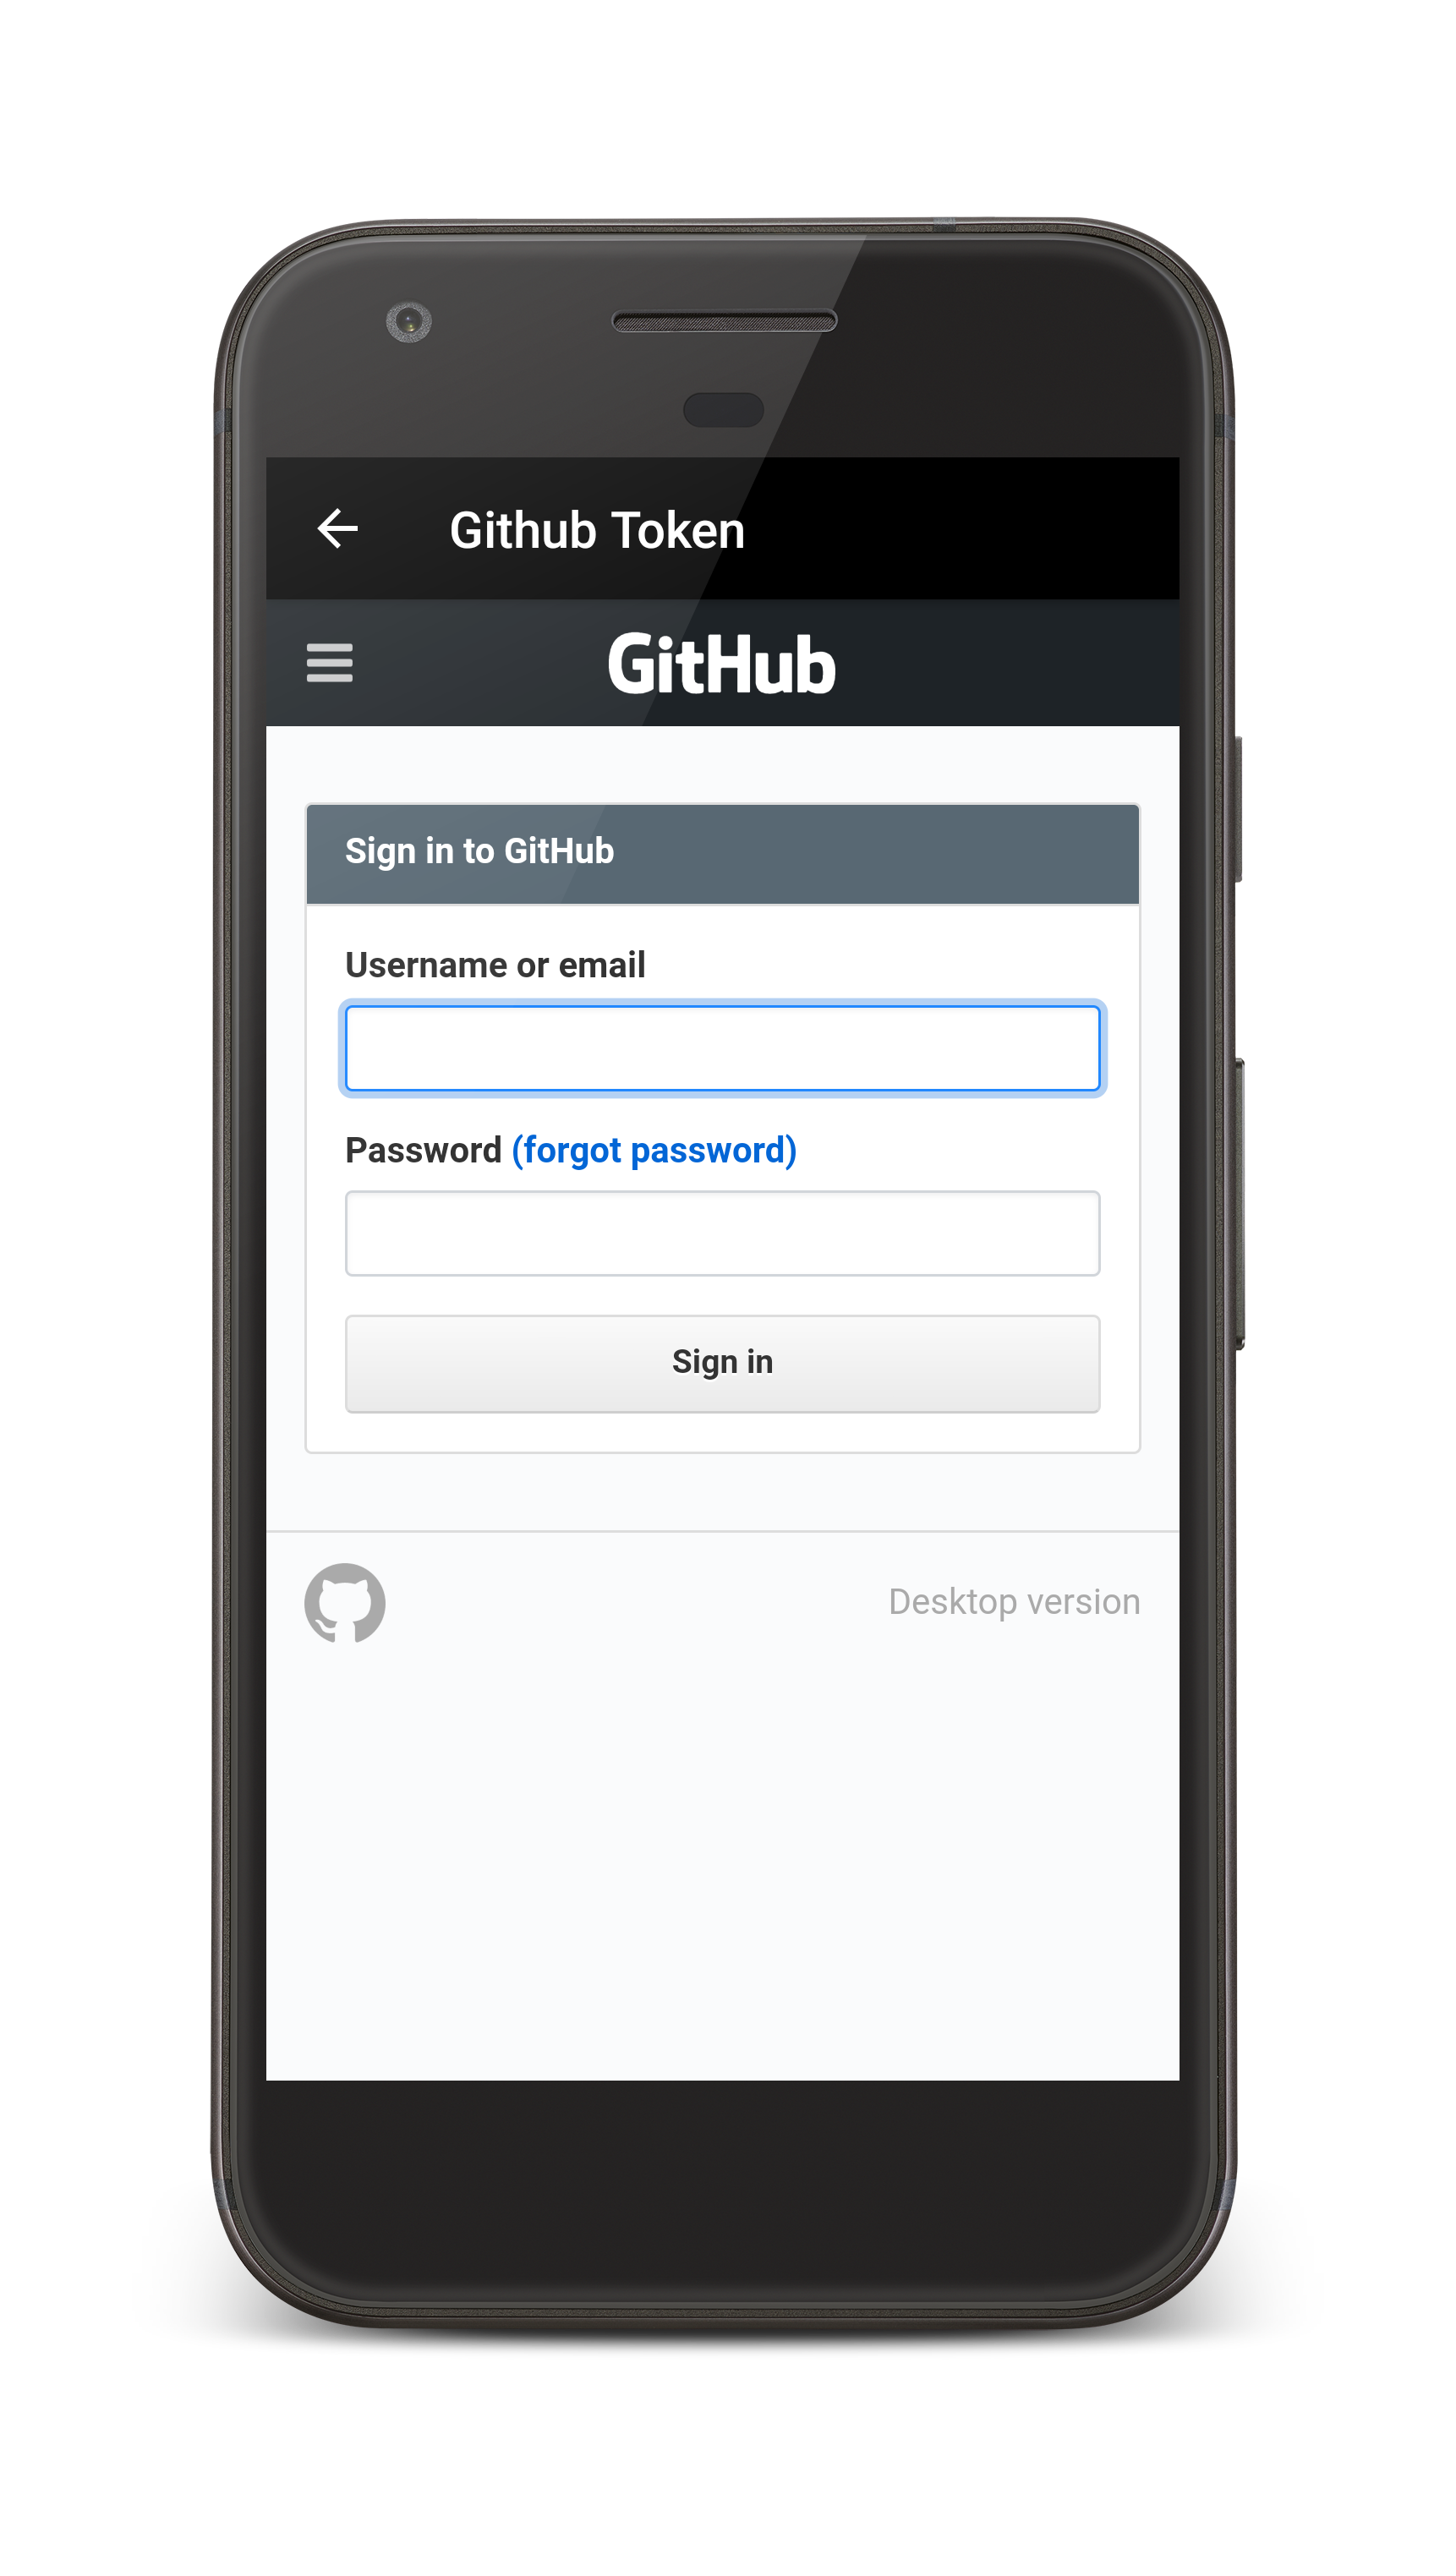 Github Token
GitHub
Sign in to GitHub
Username or email
Password (forgot password)
Sign in
Desktop version